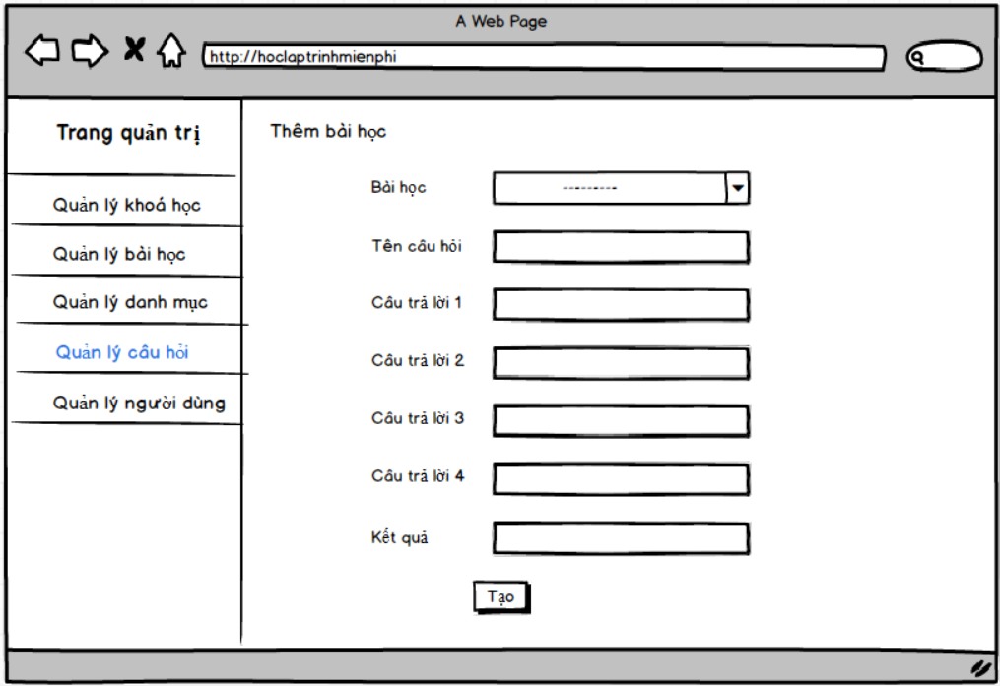 A Web Page
http://hoclaptrinhmienphi
Trang quản trị
Quản lý khoá học
Quản lý bài học
Quản lý danh mục
Quản lý câu hỏi
Quản lý người dùng
Thêm bài học
Bài học
---------
Tên câu hỏi
Câu trả lời 1
Câu trả lời 2
Câu trả lời 3
Câu trả lời 4
Kết quả
Tạo